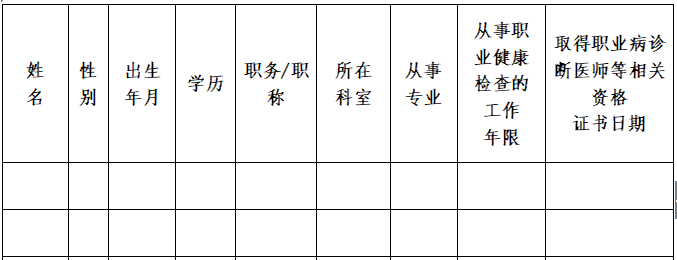 姓名
性别
出生年月
学历
职务/职称
所在科室
从事专业
从事职业健康检查的工作年限
取得职业病诊断医师等相关资格证书日期